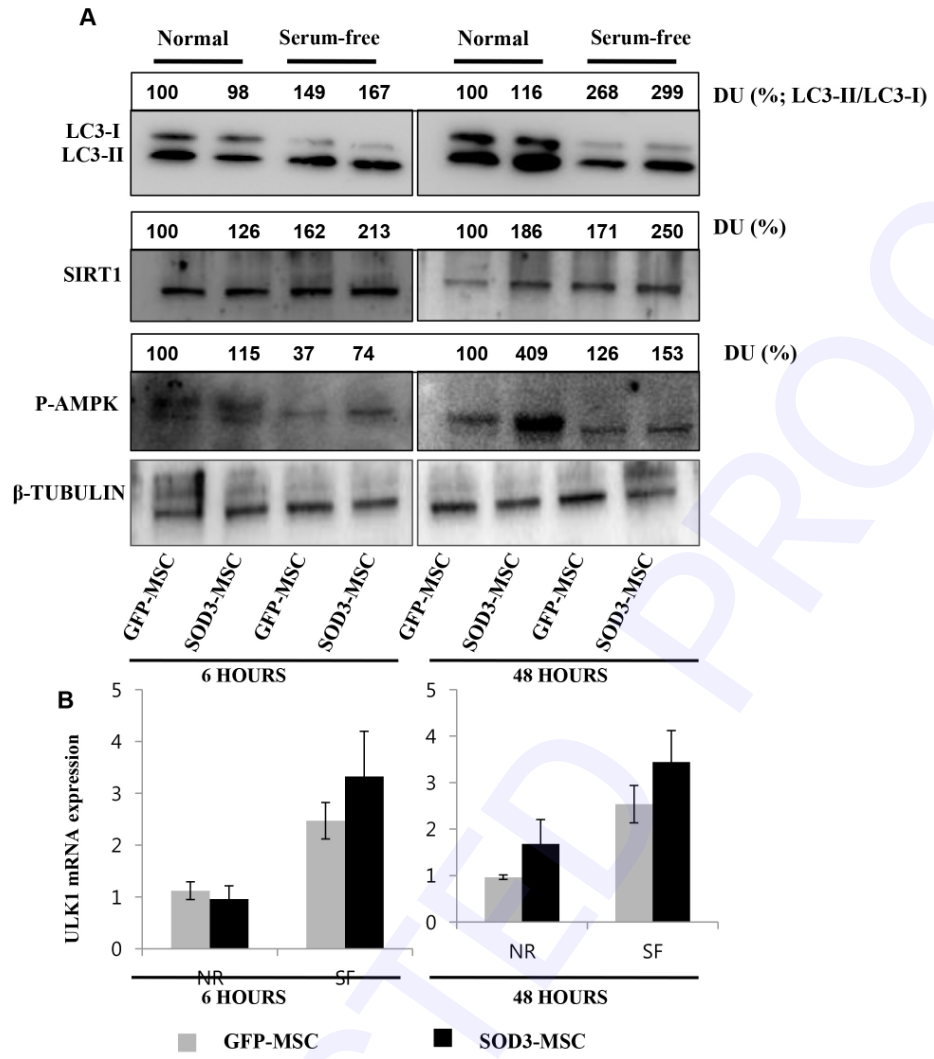 A
Normal Serum-free Normal Serum-free
100 98 149 167 100 116 268 299 DU (%; LC3-II/LC3-I)
LC3-I
LC3-II
100 126 162 213 100 186 171 250 DU (%)
SIRT1
100 115 37 74 100 409 126 153 DU (%)
P-AMPK
β-TUBULIN
GFP-MSC SOD3-MSC GFP-MSC SOD3-MSC GFP-MSC SOD3-MSC GFP-MSC SOD3-MSC
6 HOURS 48 HOURS
B
ULK1 mRNA expression
5
4
3
2
1
0
NR SF
6 HOURS
5
4
3
2
1
0
NR SF
48 HOURS
GFP-MSC SOD3-MSC